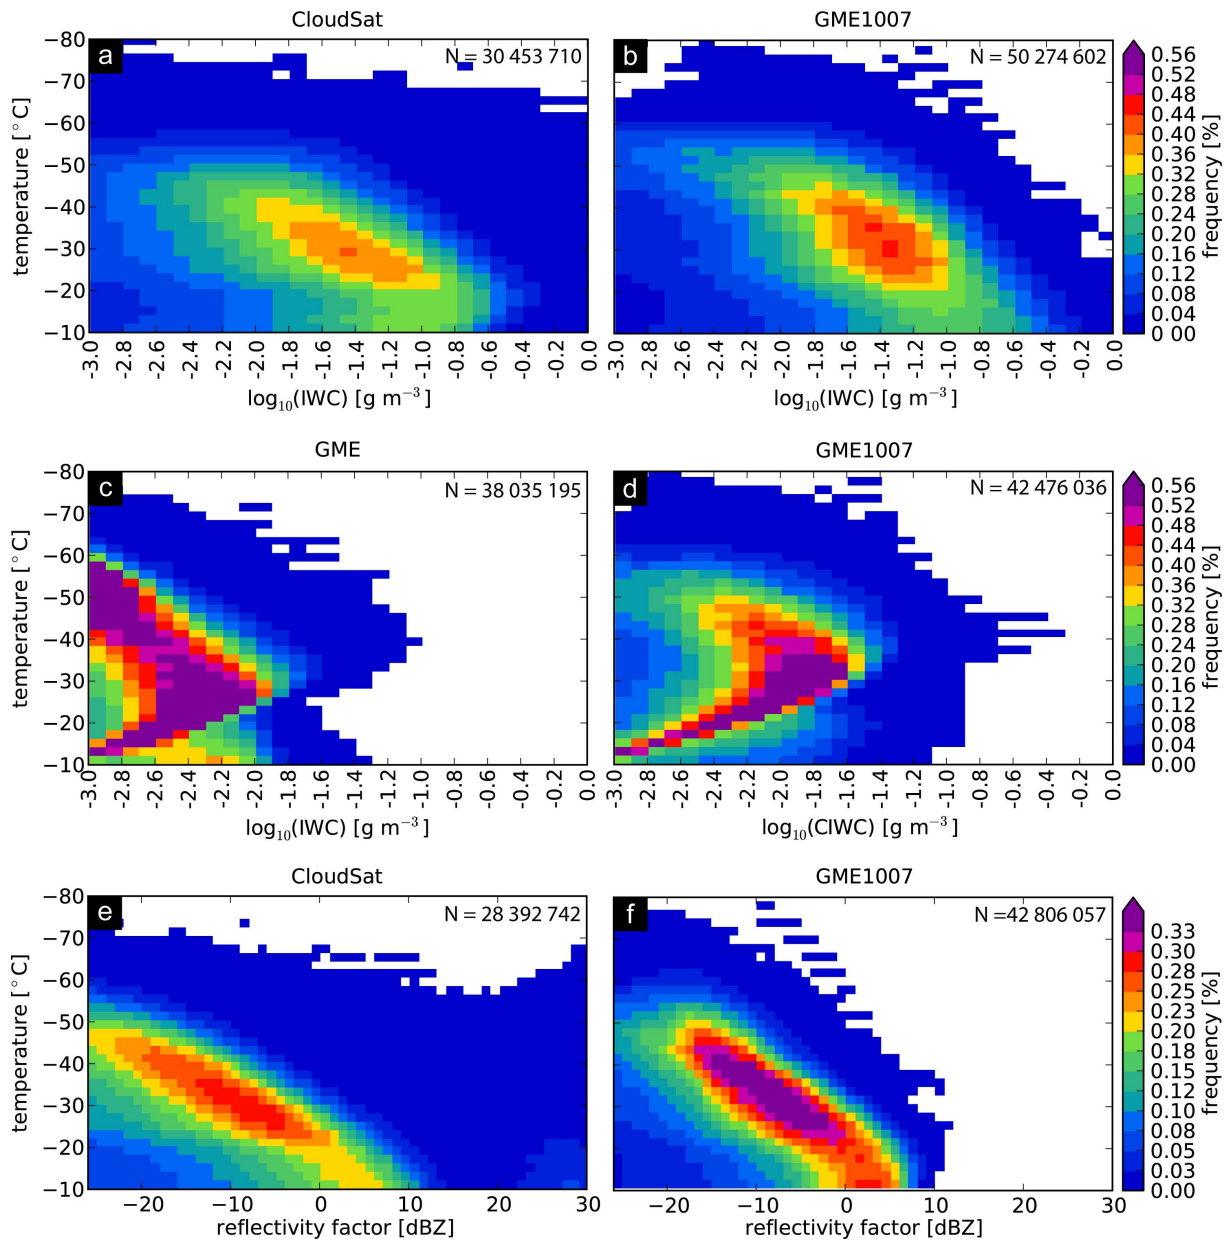 CloudSat
GME1007
a
N = 30 453 710
b
N = 50 274 602
temperature [°C]
−80
−70
−60
−50
−40
−30
−20
−10
-3.0 -2.8 -2.6 -2.4 -2.2 -2.0 -1.8 -1.6 -1.4 -1.2 -1.0 -0.8 -0.6 -0.4 -0.2 0.0
log₁₀(IWC) [g m⁻³]
-3.0 -2.8 -2.6 -2.4 -2.2 -2.0 -1.8 -1.6 -1.4 -1.2 -1.0 -0.8 -0.6 -0.4 -0.2 0.0
log₁₀(IWC) [g m⁻³]
0.56
0.52
0.48
0.44
0.40
0.36
0.32
0.28
0.24
0.20
0.16
0.12
0.08
0.04
0.00
frequency [%]
GME
GME1007
c
N = 38 035 195
d
N = 42 476 036
temperature [°C]
−80
−70
−60
−50
−40
−30
−20
−10
-3.0 -2.8 -2.6 -2.4 -2.2 -2.0 -1.8 -1.6 -1.4 -1.2 -1.0 -0.8 -0.6 -0.4 -0.2 0.0
log₁₀(IWC) [g m⁻³]
-3.0 -2.8 -2.6 -2.4 -2.2 -2.0 -1.8 -1.6 -1.4 -1.2 -1.0 -0.8 -0.6 -0.4 -0.2 0.0
log₁₀(CIWC) [g m⁻³]
0.56
0.52
0.48
0.44
0.40
0.36
0.32
0.28
0.24
0.20
0.16
0.12
0.08
0.04
0.00
frequency [%]
CloudSat
GME1007
e
N = 28 392 742
f
N =42 806 057
temperature [°C]
−80
−70
−60
−50
−40
−30
−20
−10
−20 −10 0 10 20 30
reflectivity factor [dBZ]
−20 −10 0 10 20 30
reflectivity factor [dBZ]
0.33
0.30
0.28
0.25
0.23
0.20
0.18
0.15
0.12
0.10
0.08
0.05
0.03
0.00
frequency [%]